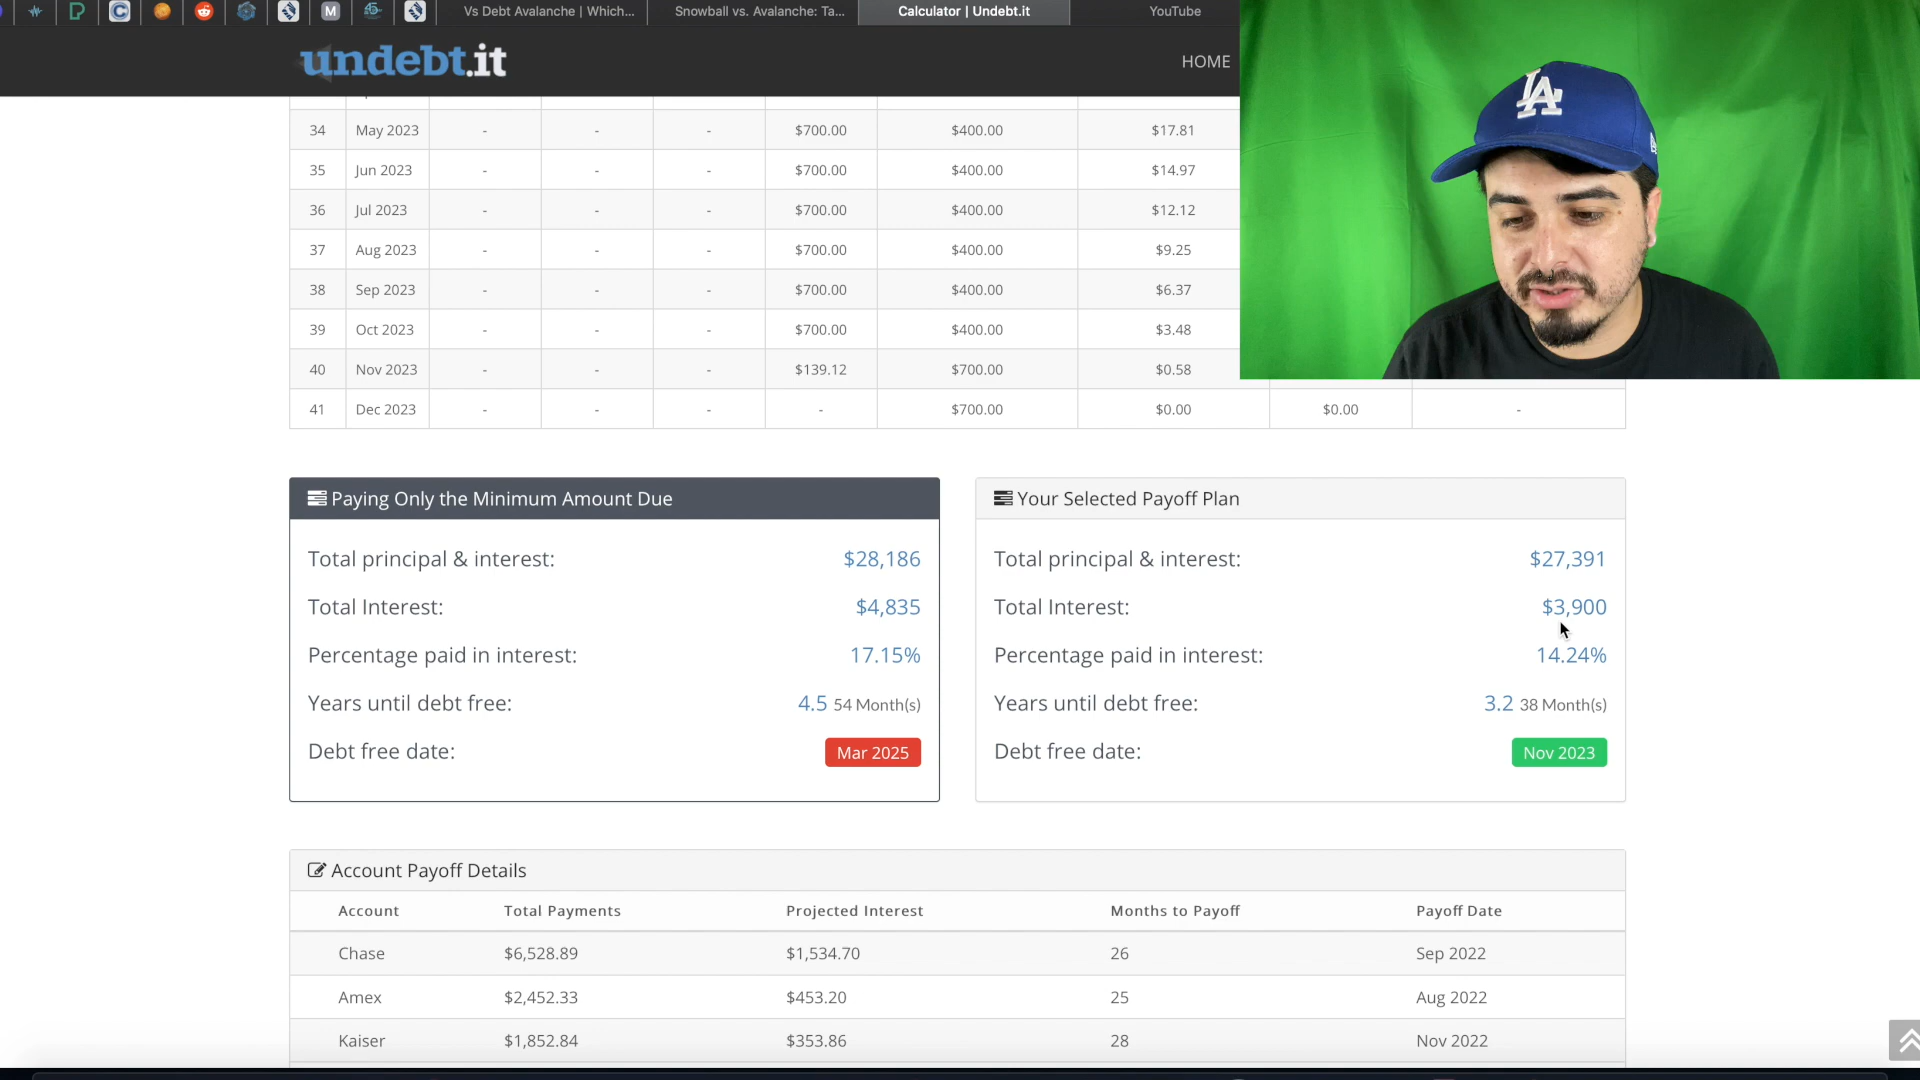 Vs Debt Avalanche | Which... Snowball vs. Avalanche: Ta... Calculator | Undebt.it YouTube
undebt.it HOME
34 May 2023 - - - $700.00 $400.00 $17.81
35 Jun 2023 - - - $700.00 $400.00 $14.97
36 Jul 2023 - - - $700.00 $400.00 $12.12
37 Aug 2023 - - - $700.00 $400.00 $9.25
38 Sep 2023 - - - $700.00 $400.00 $6.37
39 Oct 2023 - - - $700.00 $400.00 $3.48
40 Nov 2023 - - - $139.12 $700.00 $0.58
41 Dec 2023 - - - - $700.00 $0.00 $0.00 -
LA
Paying Only the Minimum Amount Due
Total principal & interest: $28,186
Total Interest: $4,835
Percentage paid in interest: 17.15%
Years until debt free: 4.5 54 Month(s)
Debt free date: Mar 2025
Your Selected Payoff Plan
Total principal & interest: $27,391
Total Interest: $3,900
Percentage paid in interest: 14.24%
Years until debt free: 3.2 38 Month(s)
Debt free date: Nov 2023
Account Payoff Details
Account Total Payments Projected Interest Months to Payoff Payoff Date
Chase $6,528.89 $1,534.70 26 Sep 2022
Amex $2,452.33 $453.20 25 Aug 2022
Kaiser $1,852.84 $353.86 28 Nov 2022